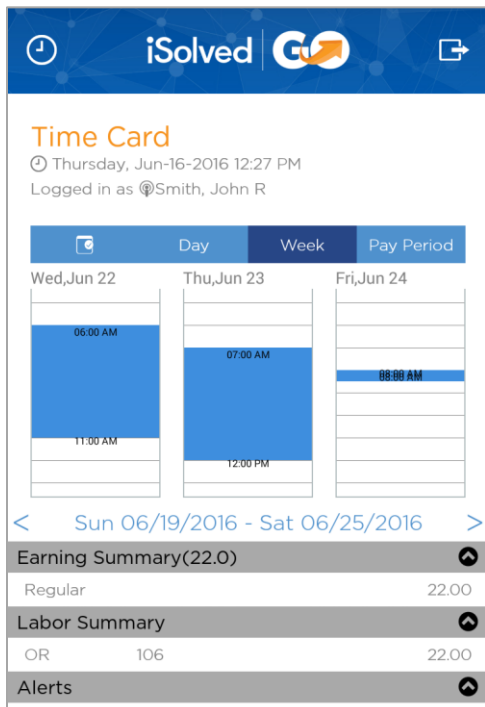 iSolved GO
Time Card
Thursday, Jun-16-2016 12:27 PM
Logged in as Smith, John R
Day Week Pay Period
Wed,Jun 22 Thu,Jun 23 Fri,Jun 24
06:00 AM
07:00 AM
08:00 AM
11:00 AM
12:00 PM
< Sun 06/19/2016 - Sat 06/25/2016 >
Earning Summary(22.0)
Regular 22.00
Labor Summary
OR 106 22.00
Alerts